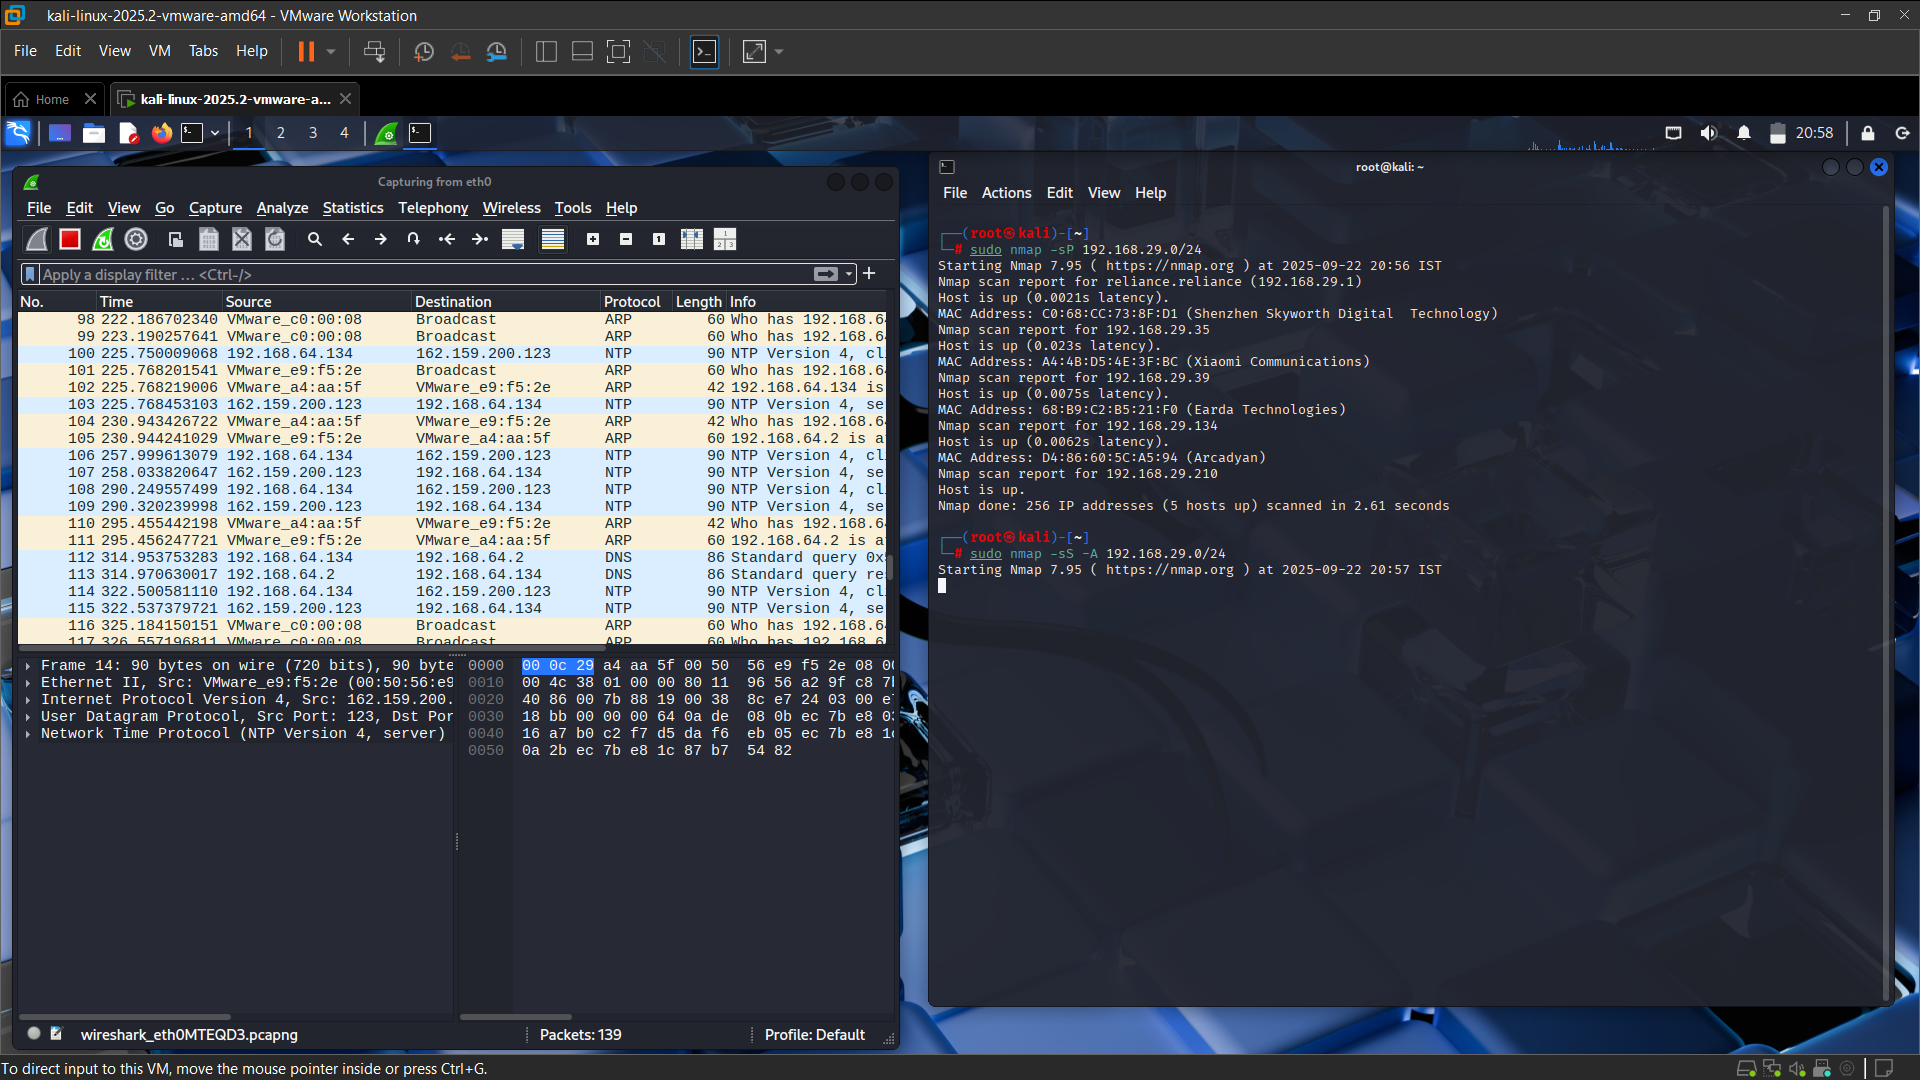 kali-linux-2025.2-vmware-amd64 - VMware Workstation
File Edit View VM Tabs Help
Home
kali-linux-2025.2-vmware-a...
1 2 3 4
20:58
Capturing from eth0
File Edit View Go Capture Analyze Statistics Telephony Wireless Tools Help
Apply a display filter ... <Ctrl-/>
No. Time Source Destination Protocol Length Info
98 222.186702340 VMware_c0:00:08 Broadcast ARP 60 Who has 192.168.64
99 223.190257641 VMware_c0:00:08 Broadcast ARP 60 Who has 192.168.64
100 225.750009068 192.168.64.134 162.159.200.123 NTP 90 NTP Version 4, cl
101 225.768201541 VMware_e9:f5:2e Broadcast ARP 60 Who has 192.168.64
102 225.768219006 VMware_a4:aa:5f VMware_e9:f5:2e ARP 42 192.168.64.134 is
103 225.768453103 162.159.200.123 192.168.64.134 NTP 90 NTP Version 4, se
104 230.943426722 VMware_a4:aa:5f VMware_e9:f5:2e ARP 42 Who has 192.168.64
105 230.944241029 VMware_e9:f5:2e VMware_a4:aa:5f ARP 60 192.168.64.2 is a
106 257.999613079 192.168.64.134 162.159.200.123 NTP 90 NTP Version 4, cl
107 258.033820647 162.159.200.123 192.168.64.134 NTP 90 NTP Version 4, se
108 290.249557499 192.168.64.134 162.159.200.123 NTP 90 NTP Version 4, cl
109 290.320239998 162.159.200.123 192.168.64.134 NTP 90 NTP Version 4, se
110 295.455442198 VMware_a4:aa:5f VMware_e9:f5:2e ARP 42 Who has 192.168.64
111 295.456247721 VMware_e9:f5:2e VMware_a4:aa:5f ARP 60 192.168.64.2 is a
112 314.953753283 192.168.64.134 192.168.64.2 DNS 86 Standard query 0x
113 314.970630017 192.168.64.2 192.168.64.134 DNS 86 Standard query re
114 322.500581110 192.168.64.134 162.159.200.123 NTP 90 NTP Version 4, cl
115 322.537379721 162.159.200.123 192.168.64.134 NTP 90 NTP Version 4, se
116 325.184150151 VMware_c0:00:08 Broadcast ARP 60 Who has 192.168.64
117 326.557196811 VMware_c0:00:08 Broadcast ARP 60 Who has 192.168.64
Frame 14: 90 bytes on wire (720 bits), 90 byte
Ethernet II, Src: VMware_e9:f5:2e (00:50:56:e9
Internet Protocol Version 4, Src: 162.159.200.
User Datagram Protocol, Src Port: 123, Dst Por
Network Time Protocol (NTP Version 4, server)
0000 00 0c 29 a4 aa 5f 00 50 56 e9 f5 2e 08 00
0010 00 4c 38 01 00 00 80 11 96 56 a2 9f c8 7b
0020 40 86 00 7b 88 19 00 38 8c e7 24 03 00 e
0030 18 bb 00 00 00 64 0a de 08 0b ec 7b e8 03
0040 16 a7 b0 c2 f7 d5 da f6 eb 05 ec 7b e8 1c
0050 0a 2b ec 7b e8 1c 87 b7 54 82
wireshark_eth0MTEQD3.pcapng
Packets: 139
Profile: Default
root@kali: ~
File Actions Edit View Help
┌──(root㉿kali)-[~]
└─# sudo nmap -sP 192.168.29.0/24
Starting Nmap 7.95 ( https://nmap.org ) at 2025-09-22 20:56 IST
Nmap scan report for reliance.reliance (192.168.29.1)
Host is up (0.0021s latency).
MAC Address: C0:68:CC:73:8F:D1 (Shenzhen Skyworth Digital  Technology)
Nmap scan report for 192.168.29.35
Host is up (0.023s latency).
MAC Address: A4:4B:D5:4E:3F:BC (Xiaomi Communications)
Nmap scan report for 192.168.29.39
Host is up (0.0075s latency).
MAC Address: 68:B9:C2:B5:21:F0 (Earda Technologies)
Nmap scan report for 192.168.29.134
Host is up (0.0062s latency).
MAC Address: D4:86:60:5C:A5:94 (Arcadyan)
Nmap scan report for 192.168.29.210
Host is up.
Nmap done: 256 IP addresses (5 hosts up) scanned in 2.61 seconds
┌──(root㉿kali)-[~]
└─# sudo nmap -sS -A 192.168.29.0/24
Starting Nmap 7.95 ( https://nmap.org ) at 2025-09-22 20:57 IST
To direct input to this VM, move the mouse pointer inside or press Ctrl+G.